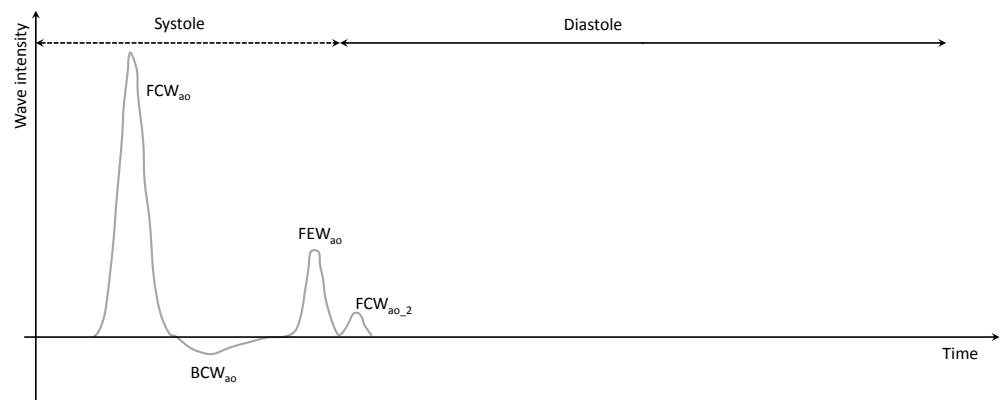 Systole
Diastole
Wave intensity
FCWao
FEWao
FCWao_2
BCWao
Time